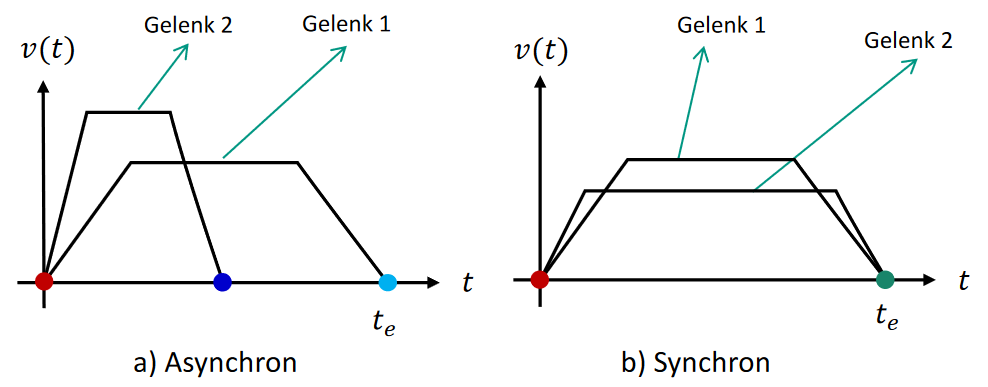 Gelenk 2
Gelenk 1
v(t)
t
t_e
a) Asynchron
Gelenk 1
Gelenk 2
v(t)
t
t_e
b) Synchron